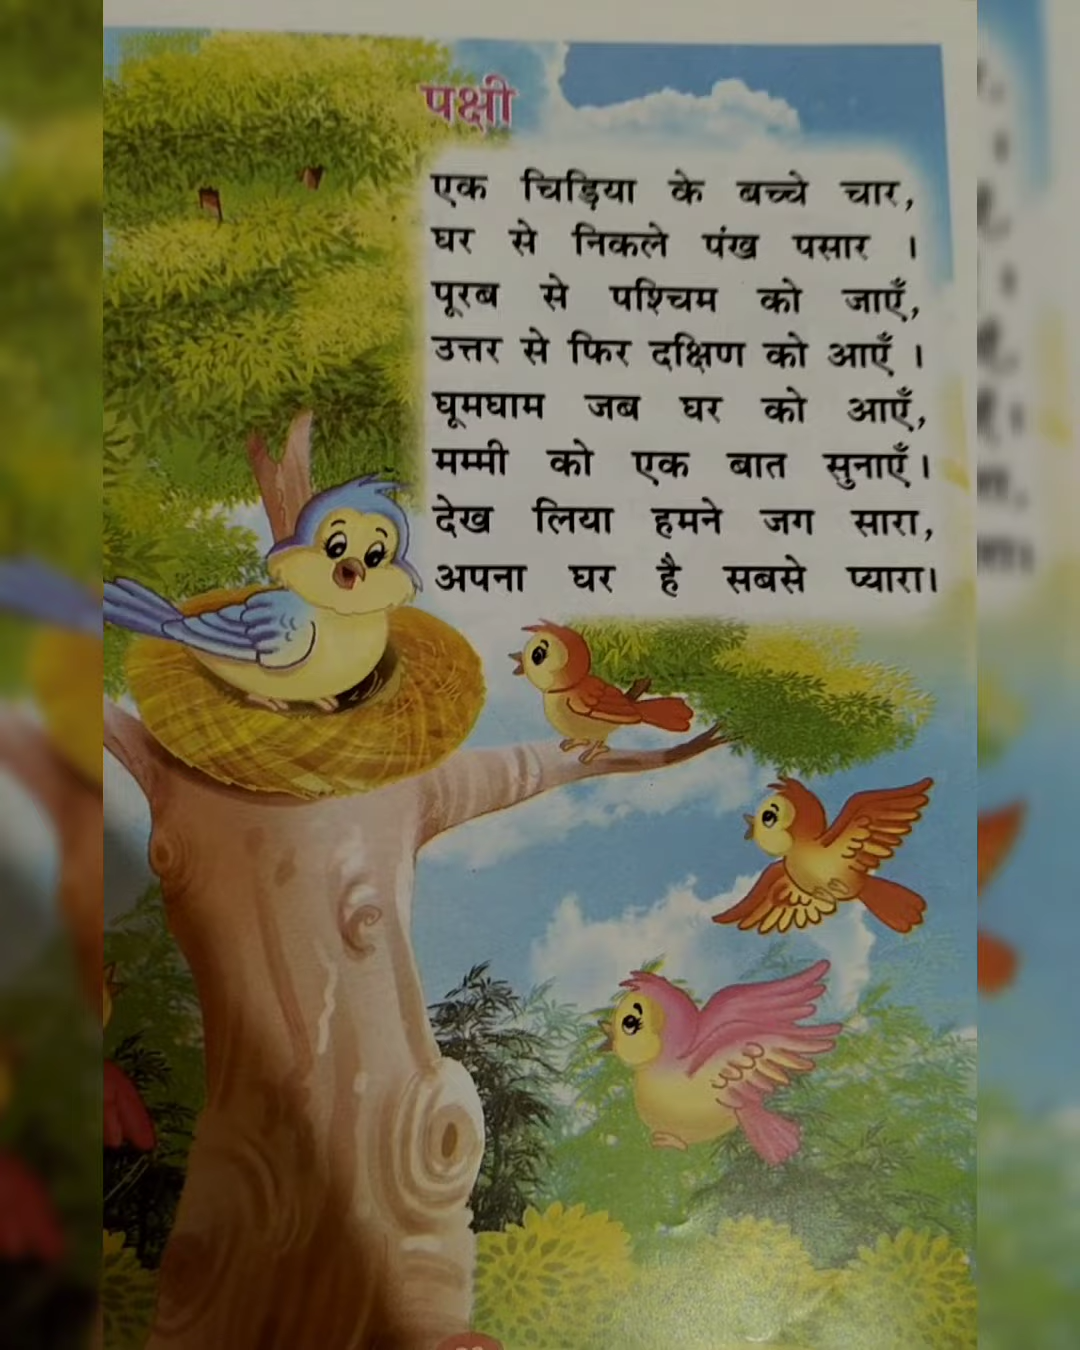 पक्षी
एक चिड़िया के बच्चे चार,
घर से निकले पंख पसार ।
पूरब से पश्चिम को जाएँ,
उत्तर से फिर दक्षिण को आएँ ।
घूमघाम जब घर को आएँ,
मम्मी को एक बात सुनाएँ।
देख लिया हमने जग सारा,
अपना घर है सबसे प्यारा।